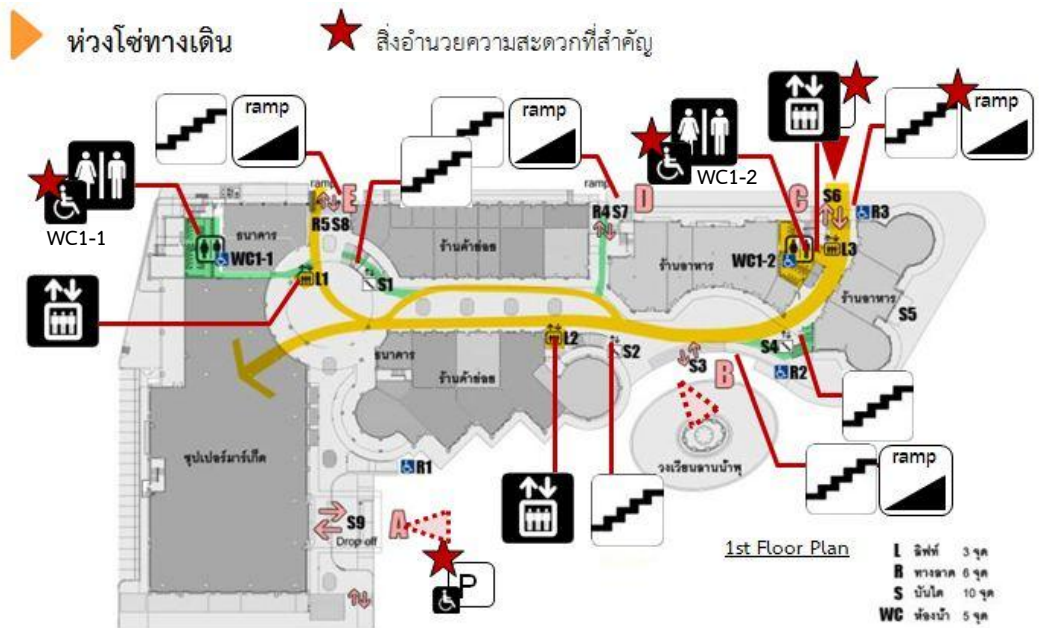 ห่วงโซ่ทางเดิน
สิ่งอำนวยความสะดวกที่สำคัญ
ramp
ramp
ramp
WC1-2
WC1-1
ramp
E
R5 S8
ramp
R4 S7
D
C
S6
R3
ธนาคาร
WC1-1
L1
S1
ร้านค้าย่อย
ร้านอาหาร
WC1-2
L3
ร้านอาหาร
S5
ธนาคาร
ร้านค้าย่อย
L2
S2
S3
B
S4
R2
ซุปเปอร์มาร์เก็ต
R1
วงเวียนลานน้ำพุ
ramp
S9
Drop off
A
P
1st Floor Plan
L ลิฟท์ 3 จุด
R ทางลาด 6 จุด
S บันได 10 จุด
WC ห้องน้ำ 5 จุด